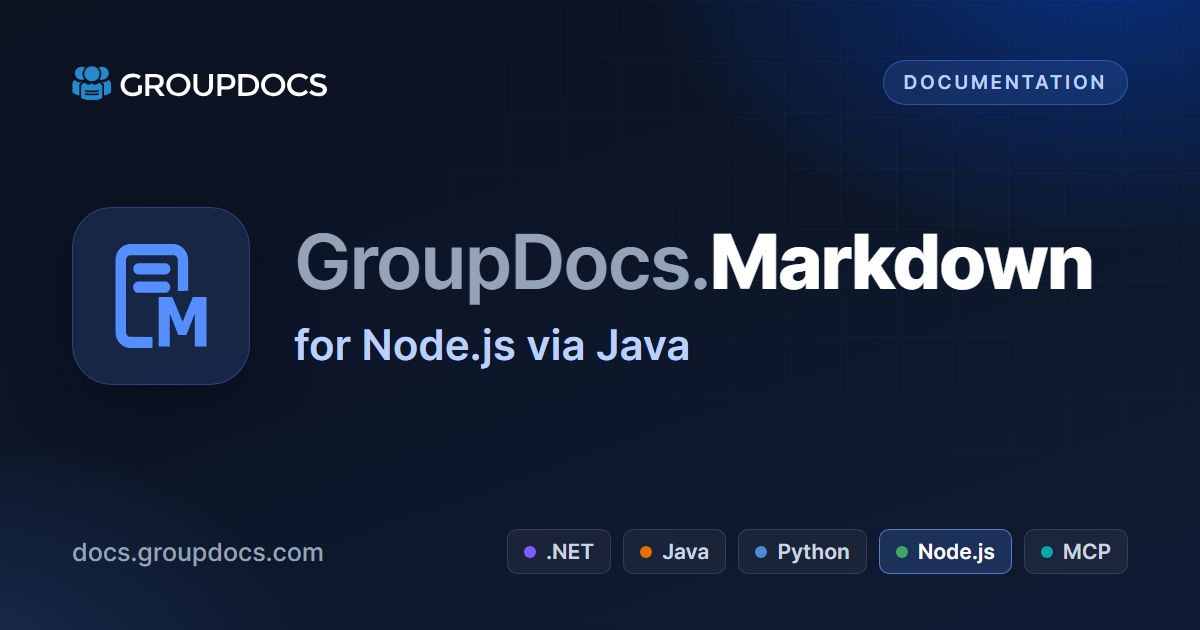 GROUPDOCS
DOCUMENTATION
GroupDocs.Markdown
for Node.js via Java
M
docs.groupdocs.com
.NET
Java
Python
Node.js
MCP